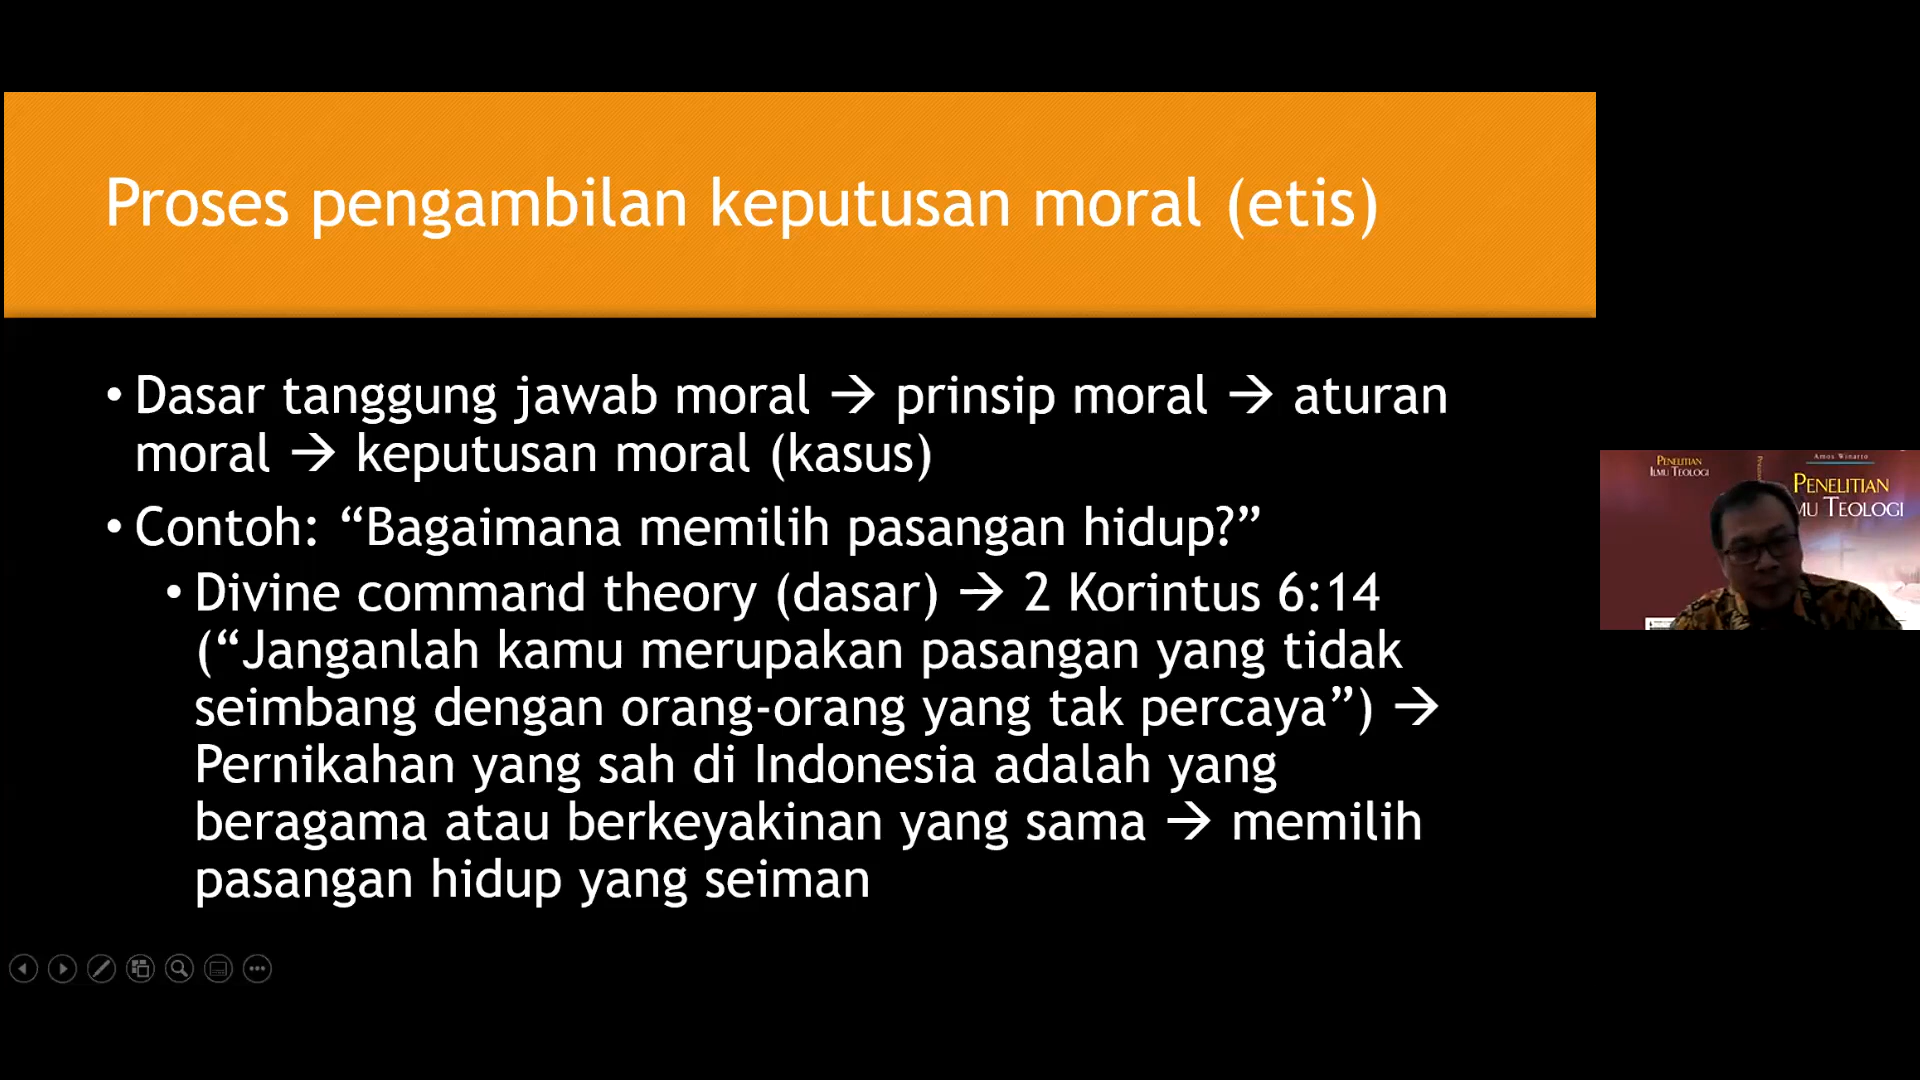 Proses pengambilan keputusan moral (etis)
• Dasar tanggung jawab moral → prinsip moral → aturan
moral → keputusan moral (kasus)
• Contoh: “Bagaimana memilih pasangan hidup?”
• Divine command theory (dasar) → 2 Korintus 6:14
(“Janganlah kamu merupakan pasangan yang tidak
seimbang dengan orang-orang yang tak percaya”) →
Pernikahan yang sah di Indonesia adalah yang
beragama atau berkeyakinan yang sama → memilih
pasangan hidup yang seiman
PENELITIAN
ILMU TEOLOGI
Amos Winarto
PENELITIAN
MU TEOLOGI